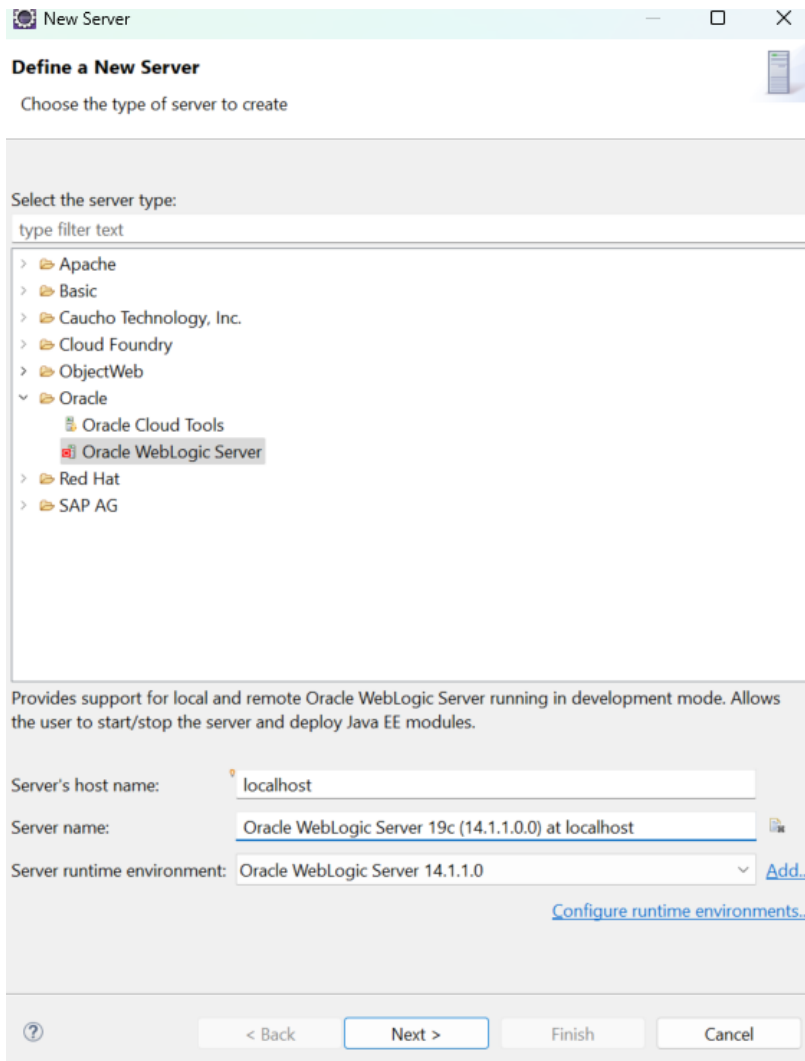 New Server
Define a New Server
Choose the type of server to create
Select the server type:
type filter text
Apache
Basic
Caucho Technology, Inc.
Cloud Foundry
ObjectWeb
Oracle
Oracle Cloud Tools
Oracle WebLogic Server
Red Hat
SAP AG
Provides support for local and remote Oracle WebLogic Server running in development mode. Allows
the user to start/stop the server and deploy Java EE modules.
Server's host name: localhost
Server name: Oracle WebLogic Server 19c (14.1.1.0.0) at localhost
Server runtime environment: Oracle WebLogic Server 14.1.1.0 Add..
Configure runtime environments..
? < Back Next > Finish Cancel